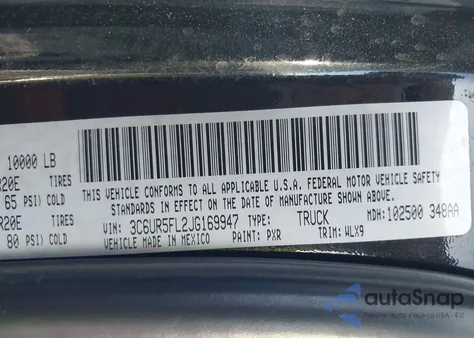 10000 LB
R20E TIRES
65 PSI) COLD
R20E TIRES
80 PSI) COLD
THIS VEHICLE CONFORMS TO ALL APPLICABLE U.S.A. FEDERAL MOTOR VEHICLE SAFETY
STANDARDS IN EFFECT ON THE DATE OF MANUFACTURE SHOWN ABOVE
VIN: 3C6UR5FL2JG169947 TYPE: TRUCK MDH: 102500 348AA
MADE IN MEXICO PAINT: PXR TRIM: WLX9
autoSnap